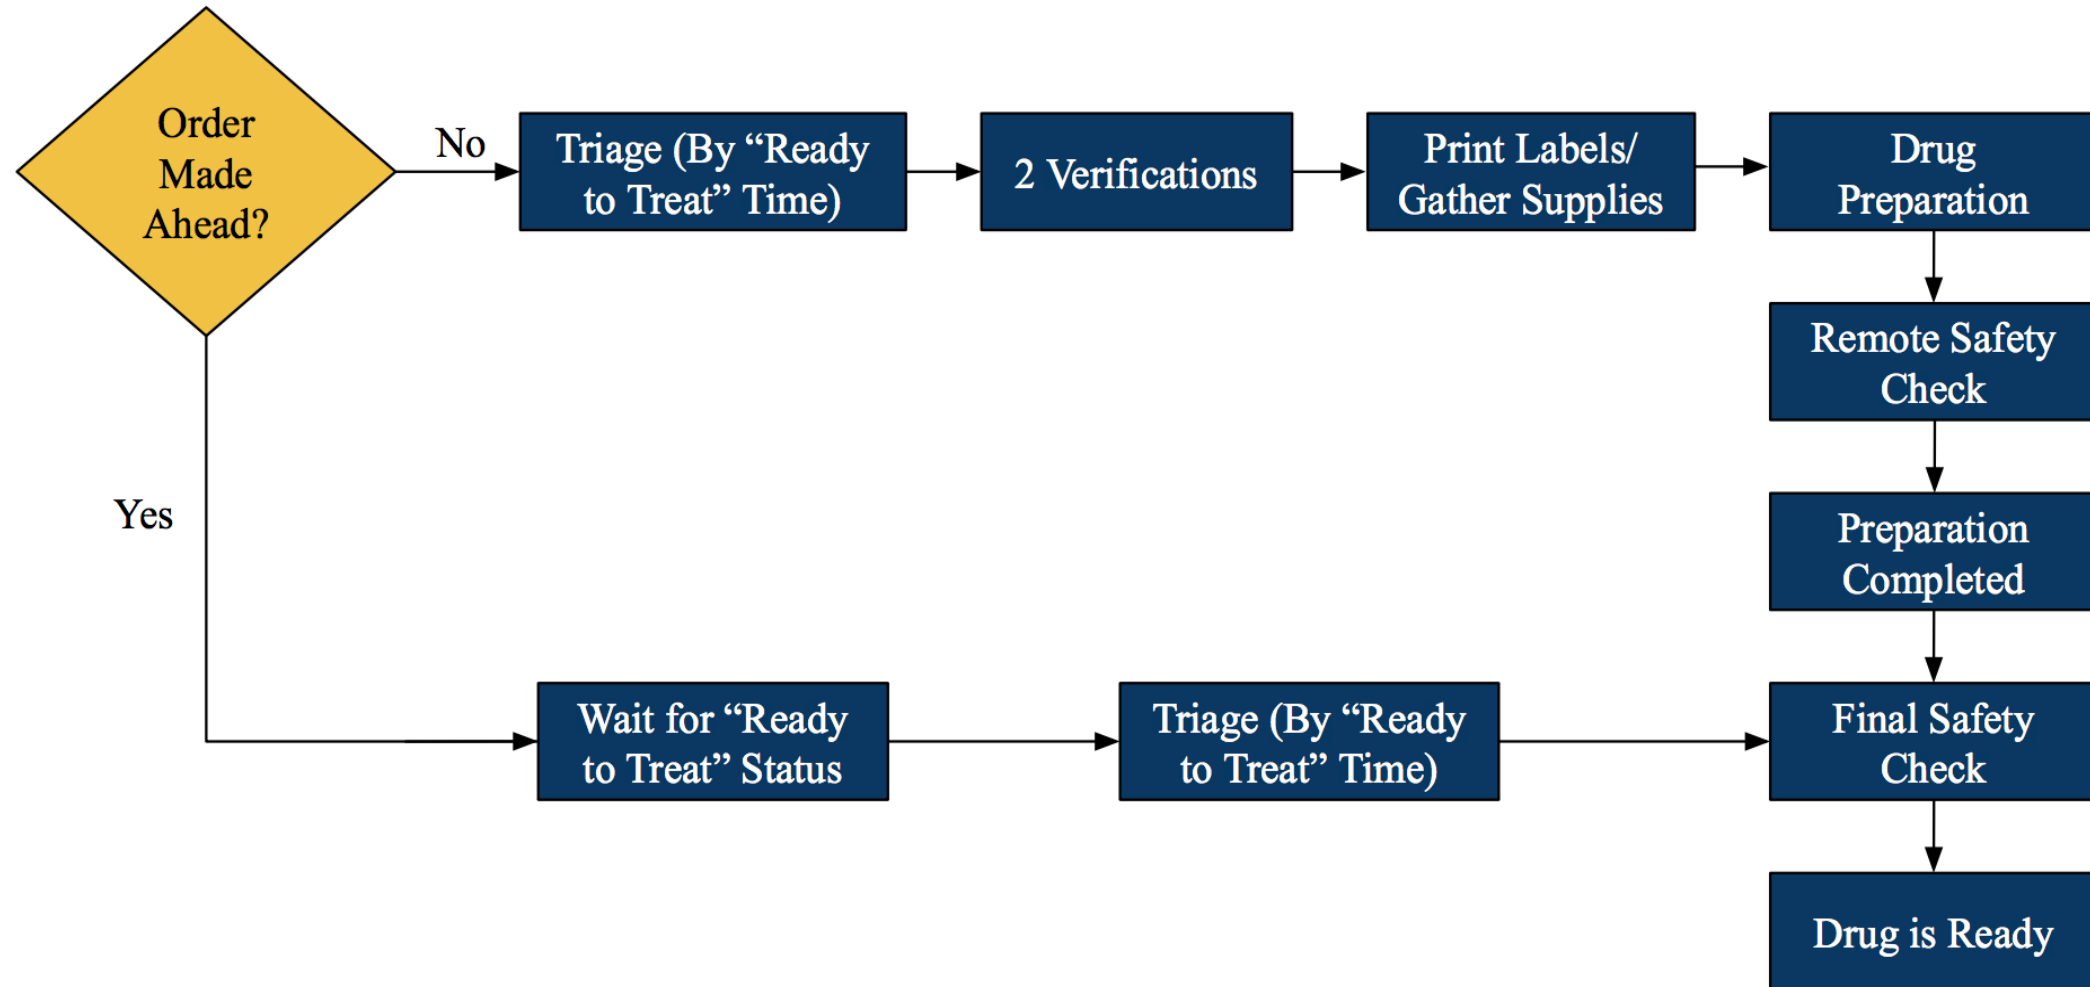 Order
Made
Ahead?
No
Triage (By “Ready
to Treat” Time)
2 Verifications
Print Labels/
Gather Supplies
Drug
Preparation
Remote Safety
Check
Preparation
Completed
Yes
Wait for “Ready
to Treat” Status
Triage (By “Ready
to Treat” Time)
Final Safety
Check
Drug is Ready